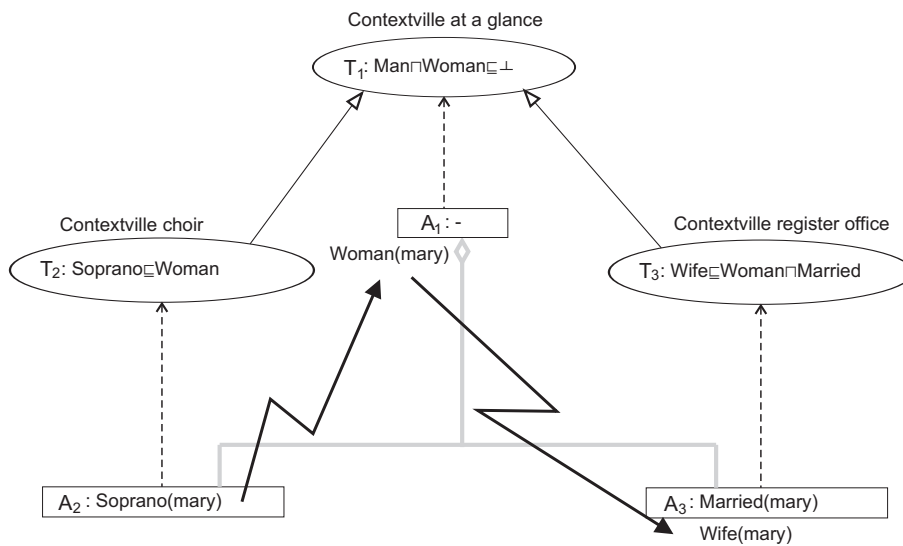 Contextville at a glance
T₁: Man⊓Woman⊑⊥
Contextville choir
T₂: Soprano⊑Woman
A₁: -
Woman(mary)
Contextville register office
T₃: Wife⊑Woman⊓Married
A₂: Soprano(mary)
A₃: Married(mary)
Wife(mary)